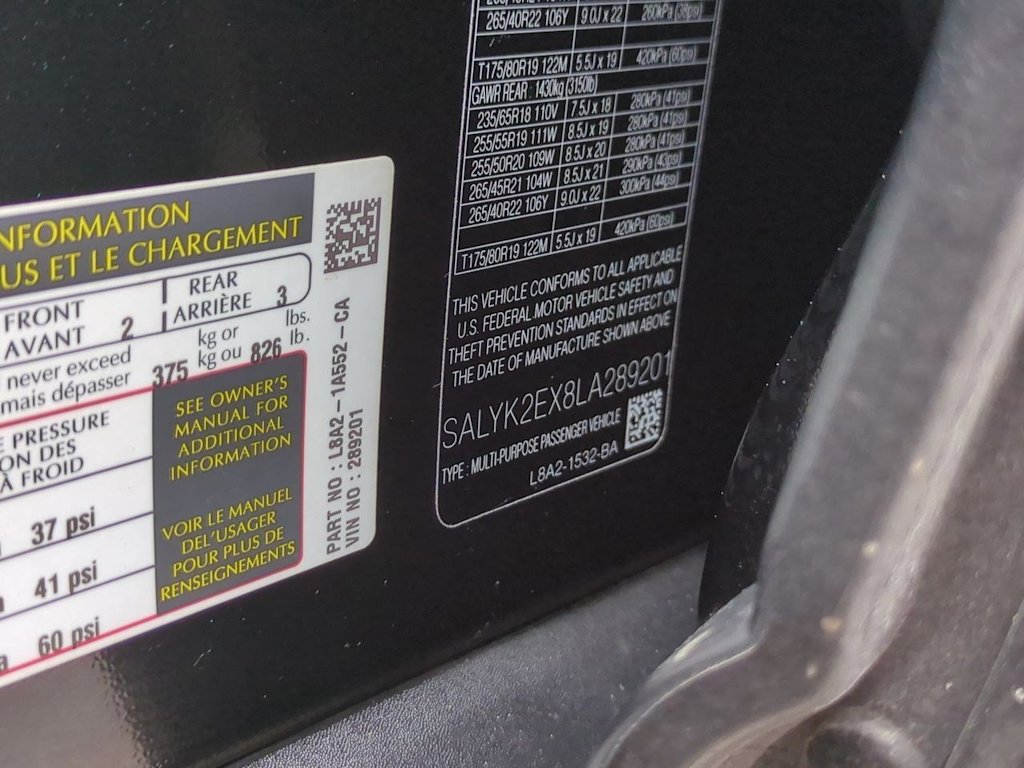 NFORMATION
US ET LE CHARGEMENT
FRONT
AVANT 2
REAR
ARRIÈRE 3
never exceed
mais dépasser 375 kg or
kg ou 826 lbs.
lb.
E PRESSURE
ON DES
À FROID
37 psi
41 psi
a 60 psi
SEE OWNER'S
MANUAL FOR
ADDITIONAL
INFORMATION
VOIR LE MANUEL
DEL'USAGER
POUR PLUS DE
RENSEIGNEMENTS
PART NO : L8A2-1A552-CA
VIN NO : 289201
265/40R22 106Y 9.0J x 22 260kPa (38psi)
T175/80R19 122M 5.5J x 19 420kPa (60psi)
GAWR REAR : 1430kg (3150lb)
235/65R18 110V 7.5J x 18 280kPa (41psi)
255/55R19 111W 8.5J x 19 280kPa (41psi)
255/50R20 109W 8.5J x 20 280kPa (41psi)
265/45R21 104W 8.5J x 21 290kPa (43psi)
265/40R22 106Y 9.0J x 22 300kPa (44psi)
T175/80R19 122M 5.5J x 19 420kPa (60psi)
THIS VEHICLE CONFORMS TO ALL APPLICABLE
U.S. FEDERAL MOTOR VEHICLE SAFETY AND
THEFT PREVENTION STANDARDS IN EFFECT ON
THE DATE OF MANUFACTURE SHOWN ABOVE
SALYK2EX8LA289201
TYPE : MULTI-PURPOSE PASSENGER VEHICLE
L8A2-1532-BA